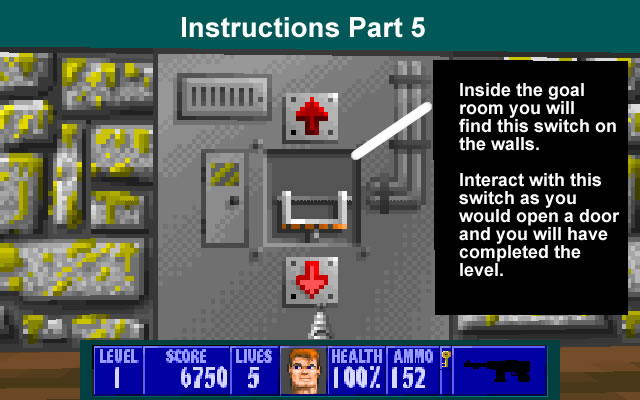 Instructions Part 5
Inside the goal
room you will
find this switch on
the walls.
Interact with this
switch as you
would open a door
and you will have
completed the
level.
LEVEL SCORE LIVES HEALTH AMMO
1 6750 5 100% 152